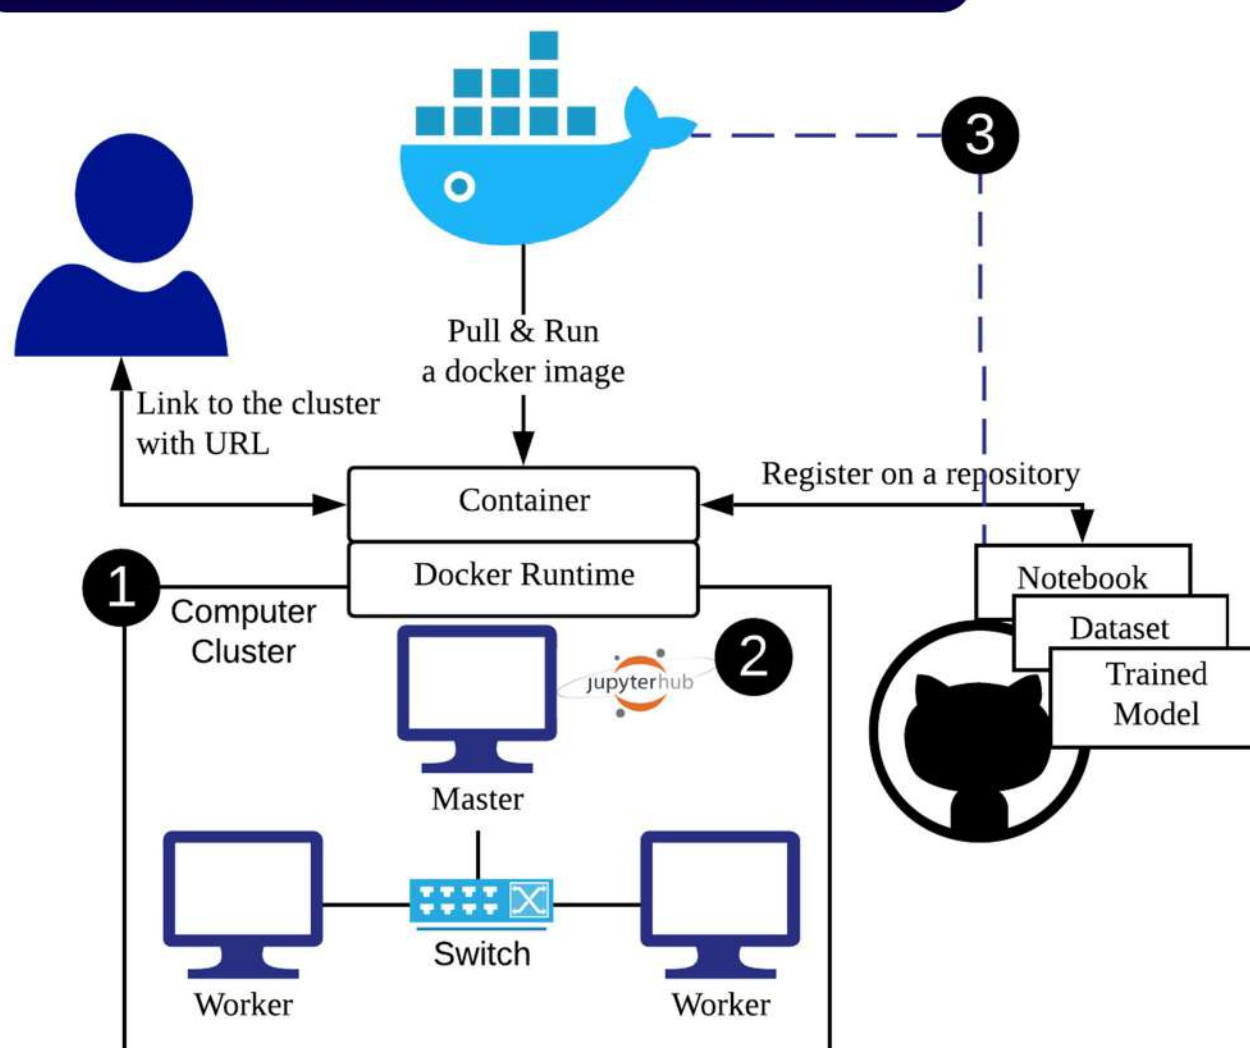 3
Pull & Run
a docker image
Link to the cluster
with URL
Register on a repository
Container
Docker Runtime
1
Computer
Cluster
2
jupyterhub
Notebook
Dataset
Trained
Model
Master
Switch
Worker
Worker